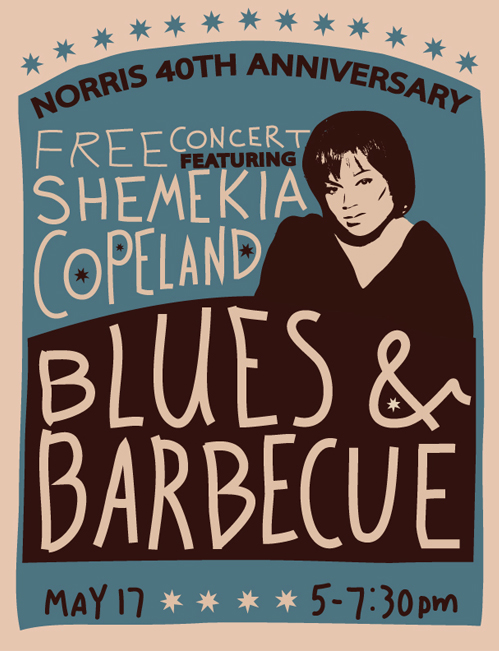 NORRIS 40TH ANNIVERSARY
FREE CONCERT
FEATURING
SHEMEKIA
COPELAND
BLUES &
BARBECUE
MAY 17 5-7:30pm